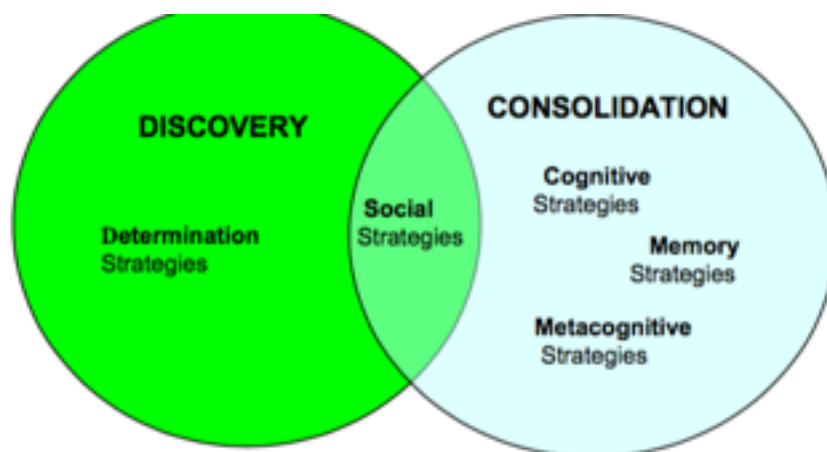 DISCOVERY
Determination
Strategies
Social
Strategies
CONSOLIDATION
Cognitive
Strategies
Memory
Strategies
Metacognitive
Strategies